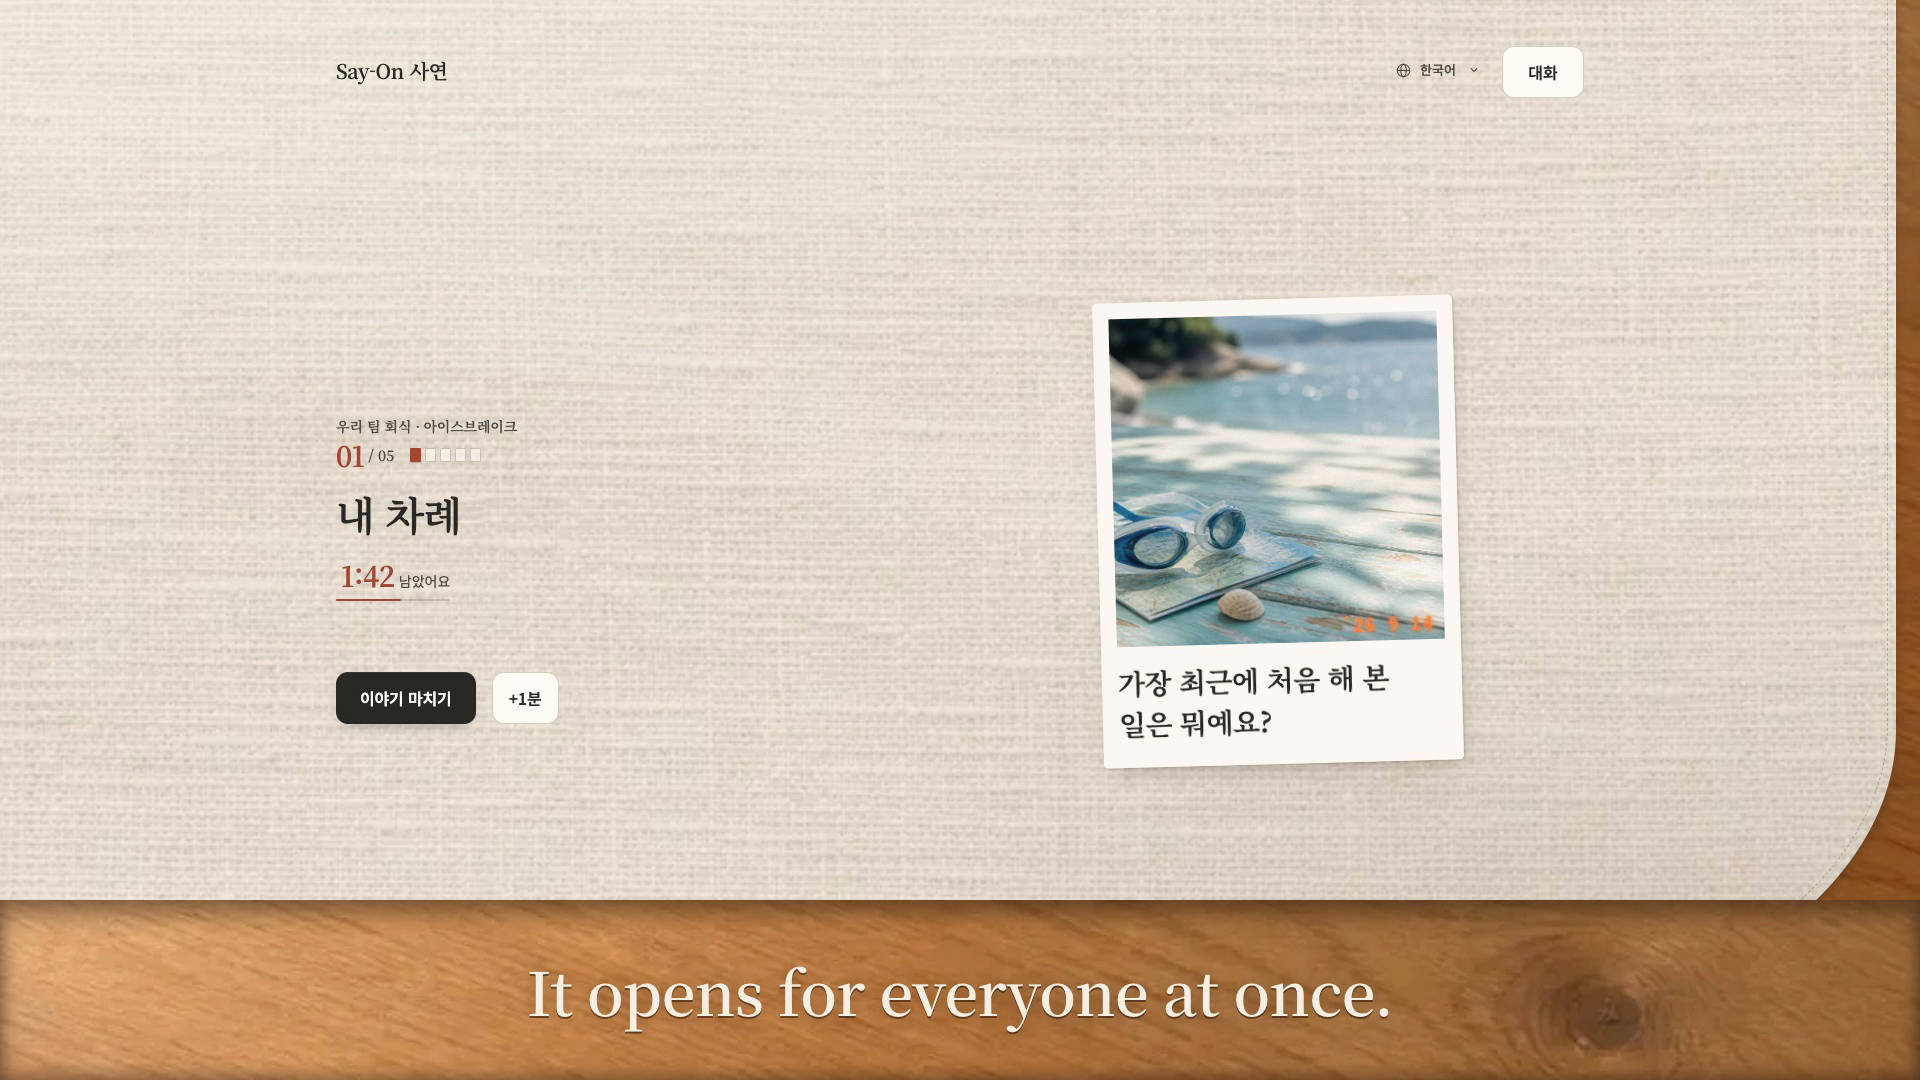 Say-On 사연
한국어
대화
우리 팀 회식 · 아이스브레이크
01 / 05
내 차례
1:42 남았어요
이야기 마치기
+1분
'26 9 18
가장 최근에 처음 해 본
일은 뭐예요?
It opens for everyone at once.